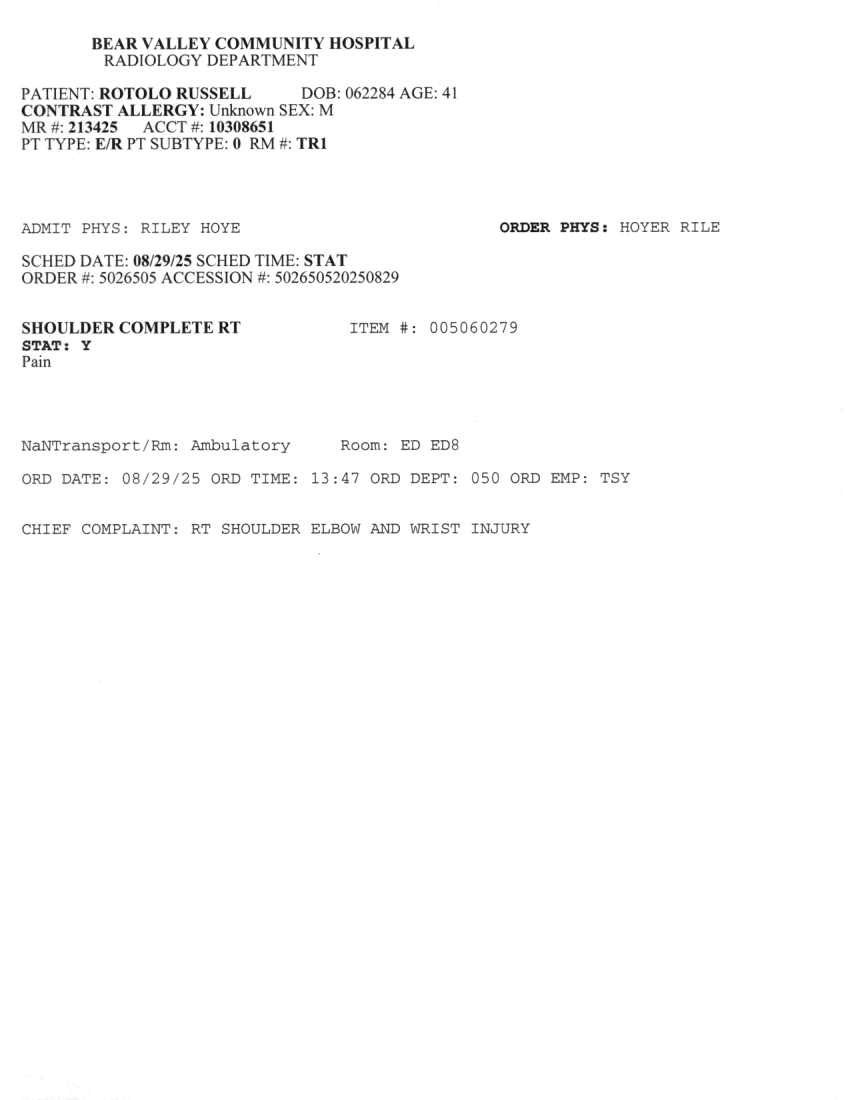 BEAR VALLEY COMMUNITY HOSPITAL
RADIOLOGY DEPARTMENT
PATIENT: ROTOLO RUSSELL DOB: 062284 AGE: 41
CONTRAST ALLERGY: Unknown SEX: M
MR #: 213425 ACCT #: 10308651
PT TYPE: E/R PT SUBTYPE: 0 RM #: TR1
ADMIT PHYS: RILEY HOYE ORDER PHYS: HOYER RILE
SCHED DATE: 08/29/25 SCHED TIME: STAT
ORDER #: 5026505 ACCESSION #: 502650520250829
SHOULDER COMPLETE RT ITEM #: 005060279
STAT: Y
Pain
NaNTransport/Rm: Ambulatory Room: ED ED8
ORD DATE: 08/29/25 ORD TIME: 13:47 ORD DEPT: 050 ORD EMP: TSY
CHIEF COMPLAINT: RT SHOULDER ELBOW AND WRIST INJURY